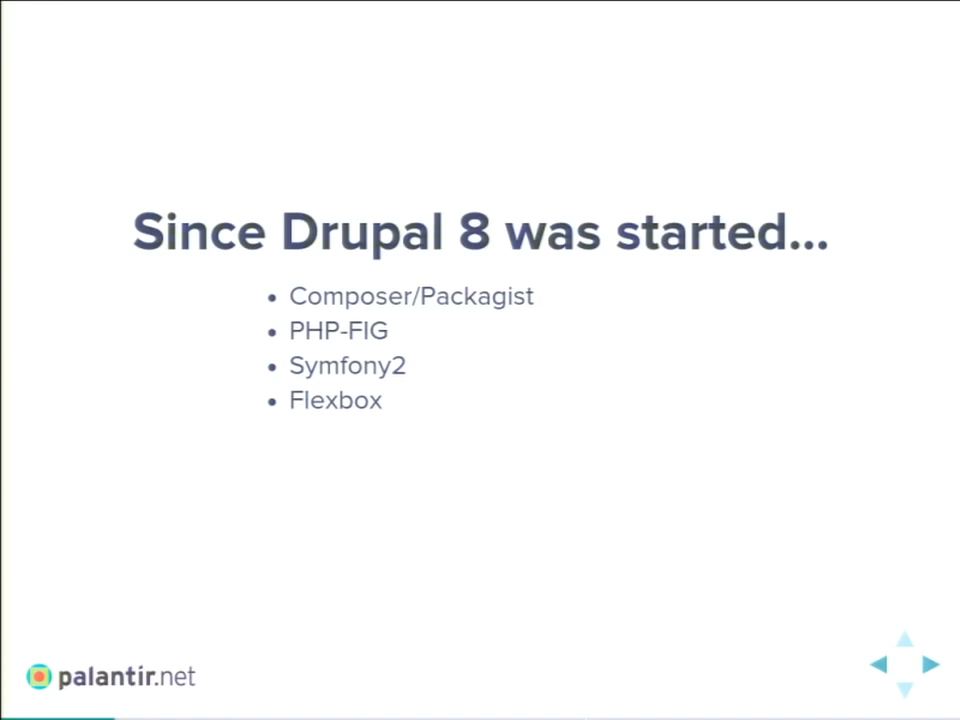 Since Drupal 8 was started...
• Composer/Packagist
• PHP-FIG
• Symfony2
• Flexbox
palantir.net